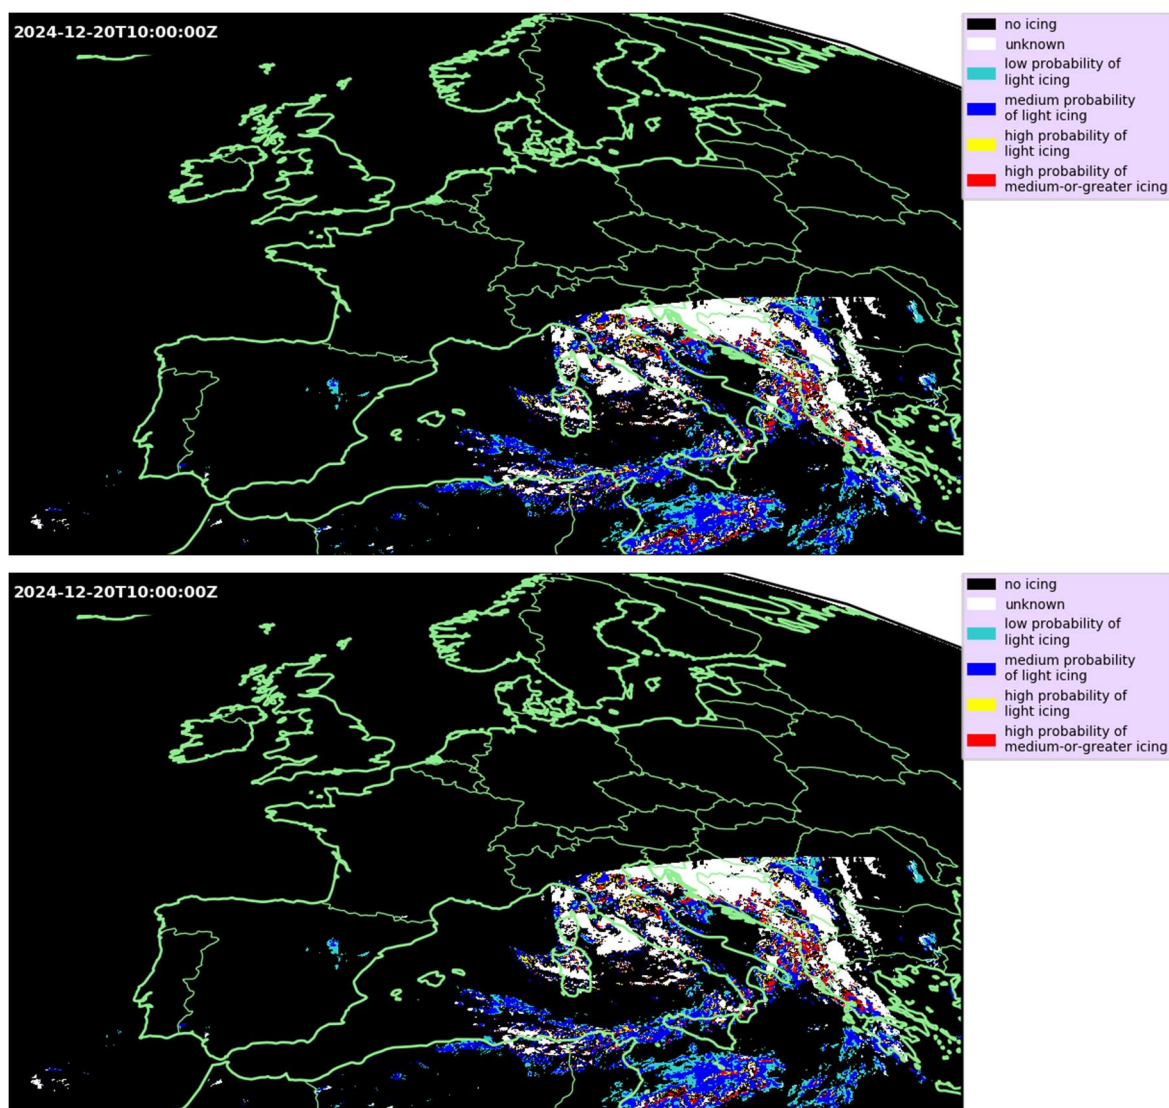 2024-12-20T10:00:00Z
no icing
unknown
low probability of
light icing
medium probability
of light icing
high probability of
light icing
high probability of
medium-or-greater icing
2024-12-20T10:00:00Z
no icing
unknown
low probability of
light icing
medium probability
of light icing
high probability of
light icing
high probability of
medium-or-greater icing